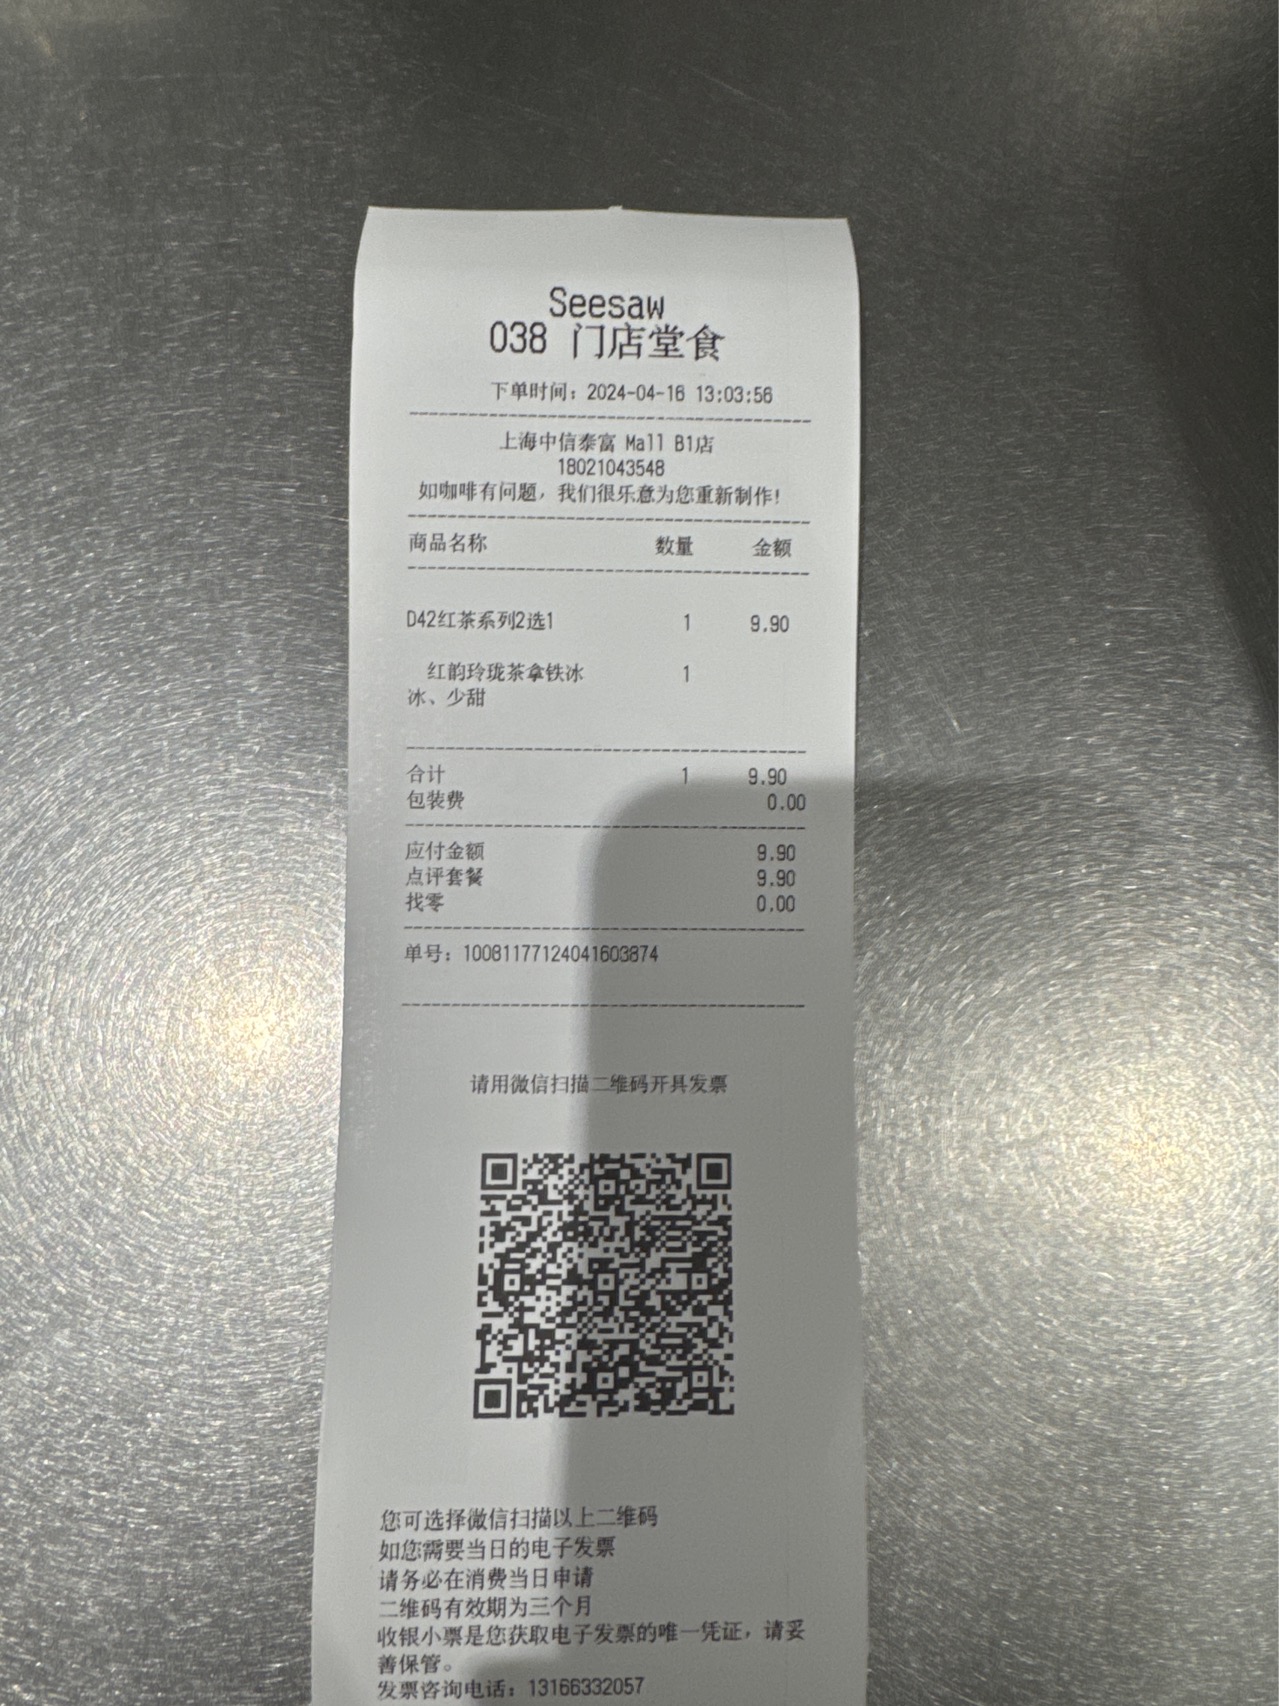 Seesaw
038 门店堂食
下单时间：2024-04-16 13:03:56
上海中信泰富 Mall B1店
18021043548
如咖啡有问题，我们很乐意为您重新制作！
商品名称 数量 金额
D42红茶系列2选1 1 9.90
红韵玲珑茶拿铁冰 1
冰、少甜
合计 1 9.90
包装费 0.00
应付金额 9.90
点评套餐 9.90
找零 0.00
单号：10081177124041603874
请用微信扫描二维码开具发票
您可选择微信扫描以上二维码
如您需要当日的电子发票
请务必在消费当日申请
二维码有效期为三个月
收银小票是您获取电子发票的唯一凭证，请妥
善保管。
发票咨询电话：13166332057